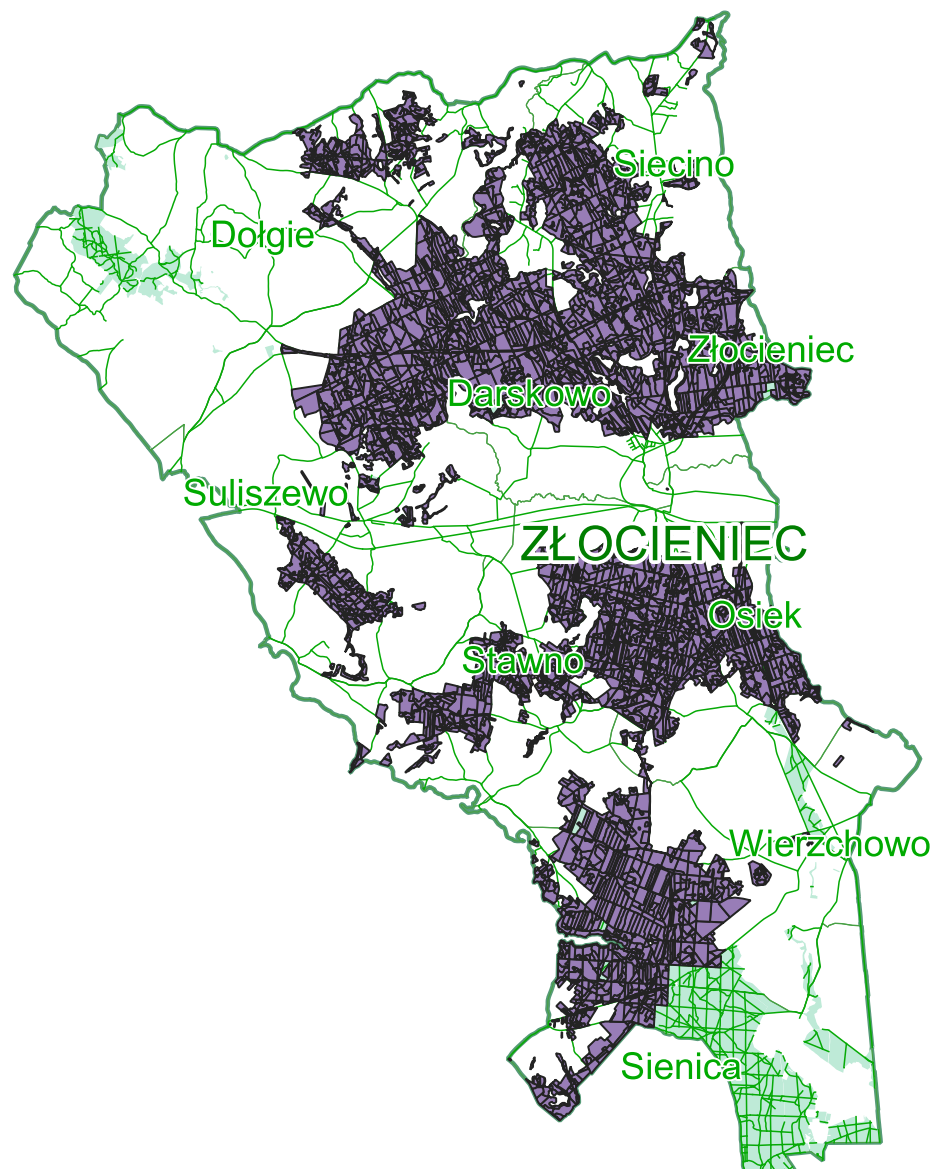 Siecino
Dołgie
Złocieniec
Darskowo
Suliszewo
ZŁOCIENIEC
Osiek
Stawno
Wierzchowo
Sienica